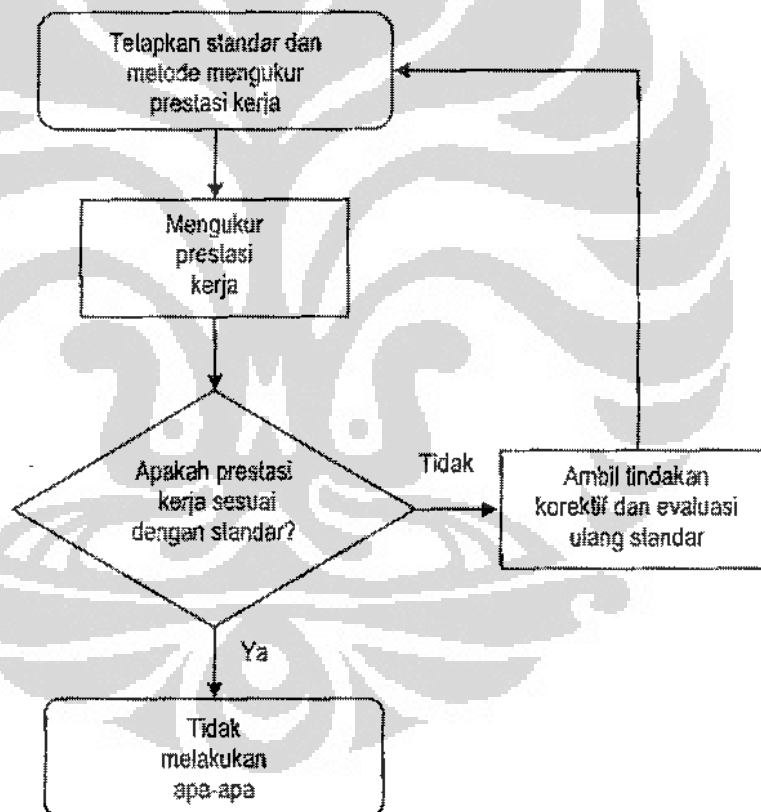 Tetapkan standar dan
metode mengukur
prestasi kerja
Mengukur
prestasi
kerja
Apakah prestasi
kerja sesuai
dengan standar?
Tidak
Ambil tindakan
korektif dan evaluasi
ulang standar
Ya
Tidak
melakukan
apa-apa